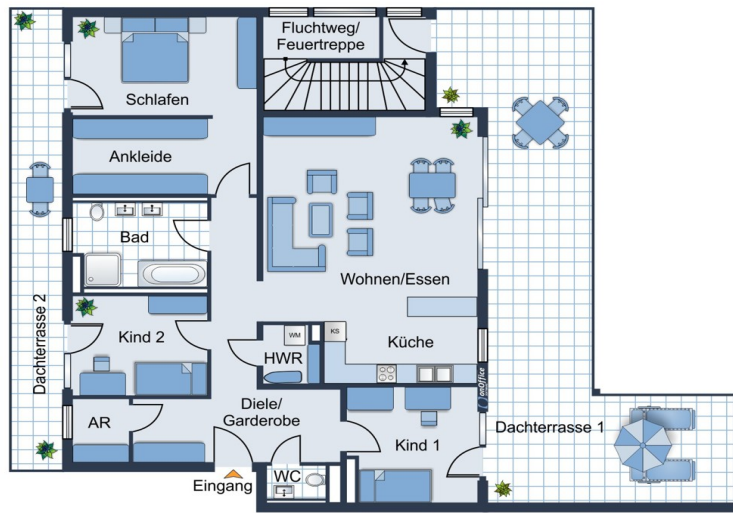 Fluchtweg/
Feuertreppe
Schlafen
Ankleide
Bad
Wohnen/Essen
Dachterrasse 2
Kind 2
WM
KS
Küche
HWR
onOffice
AR
Diele/
Garderobe
Kind 1
Dachterrasse 1
WC
Eingang